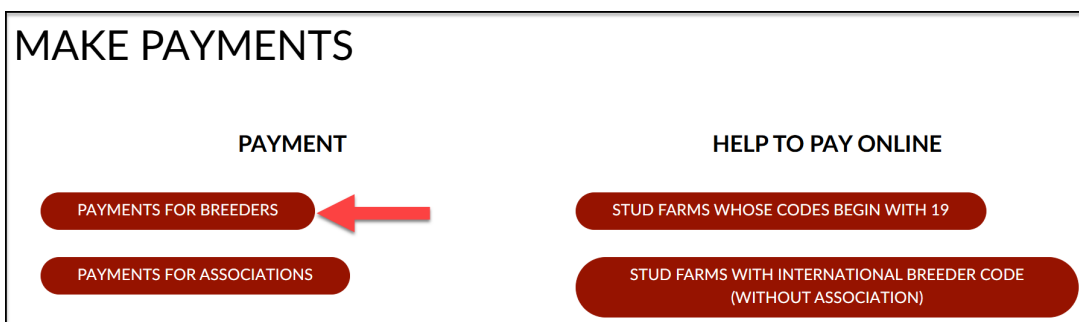 MAKE PAYMENTS
PAYMENT
PAYMENTS FOR BREEDERS
PAYMENTS FOR ASSOCIATIONS
HELP TO PAY ONLINE
STUD FARMS WHOSE CODES BEGIN WITH 19
STUD FARMS WITH INTERNATIONAL BREEDER CODE
(WITHOUT ASSOCIATION)